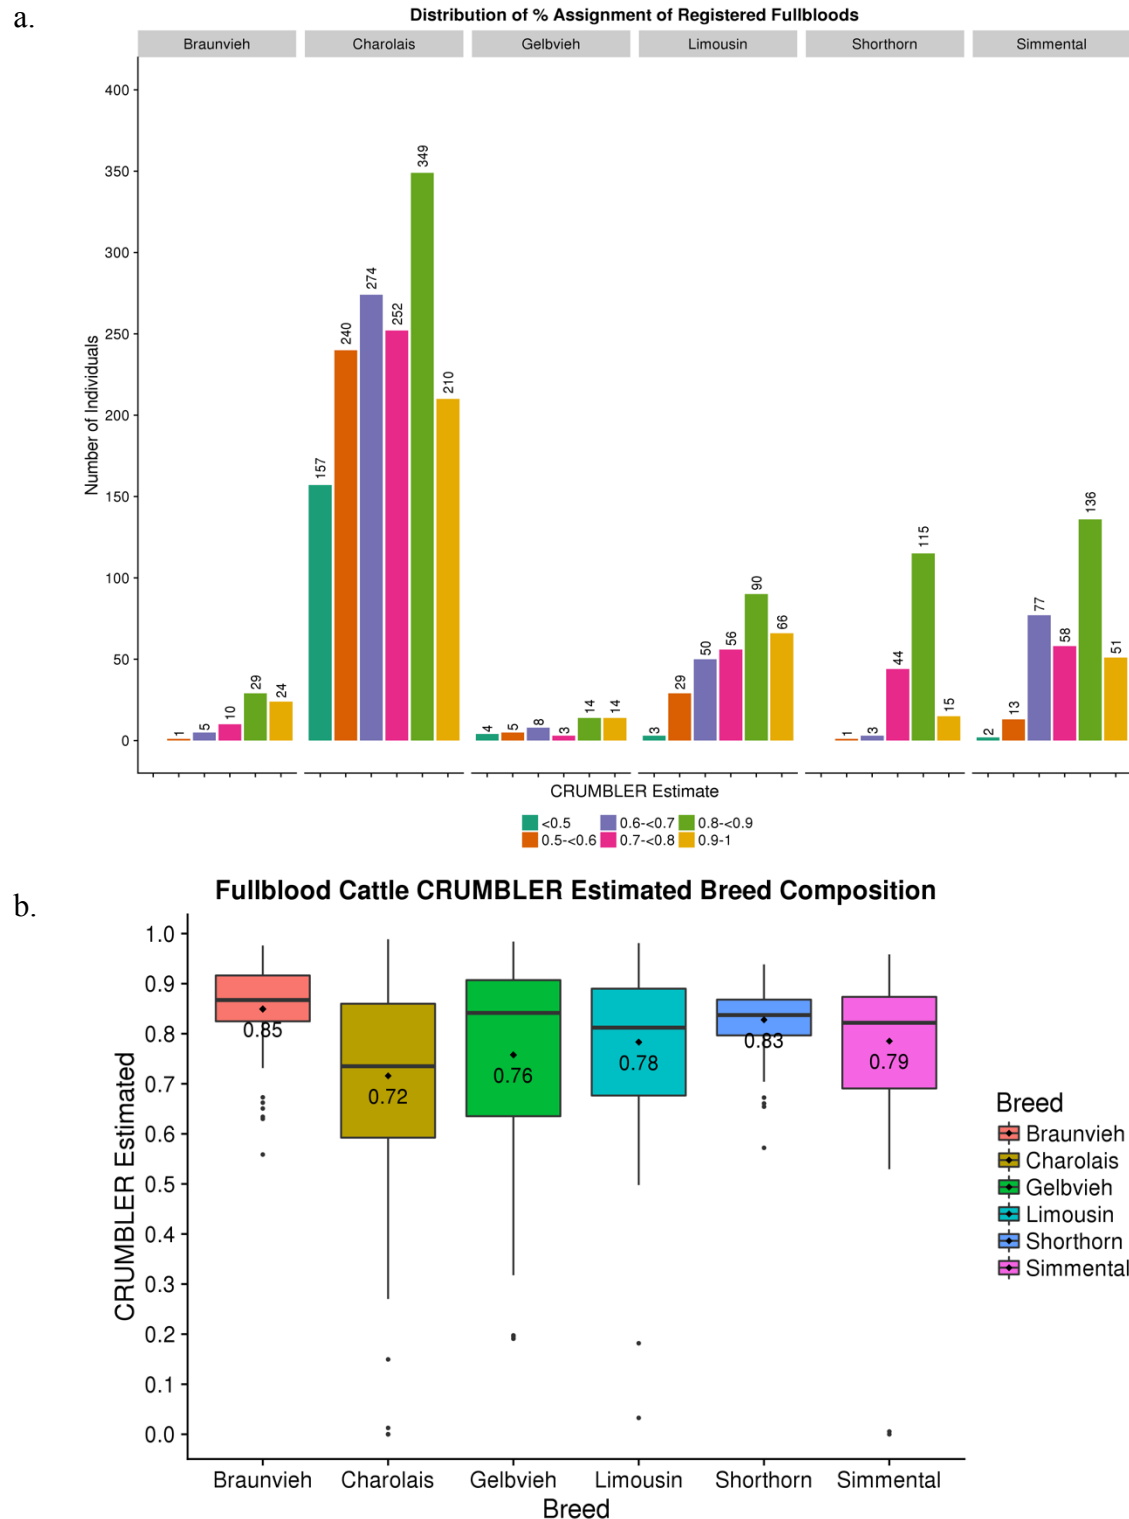 a.
Distribution of % Assignment of Registered Fullbloods
Braunvieh Charolais Gelbvieh Limousin Shorthorn Simmental
Number of Individuals
400
350
300
250
200
150
100
50
0
1 5 10 29 24
157 240 274 252 349 210
4 5 8 3 14 14
3 29 50 56 90 66
1 3 44 115 15
2 13 77 58 136 51
CRUMBLER Estimate
<0.5 0.6-<0.7 0.8-<0.9
0.5-<0.6 0.7-<0.8 0.9-1
b.
Fullblood Cattle CRUMBLER Estimated Breed Composition
CRUMBLER Estimated
1.0
0.9
0.8
0.7
0.6
0.5
0.4
0.3
0.2
0.1
0.0
0.85 0.72 0.76 0.78 0.83 0.79
Braunvieh Charolais Gelbvieh Limousin Shorthorn Simmental
Breed
Breed
Braunvieh
Charolais
Gelbvieh
Limousin
Shorthorn
Simmental